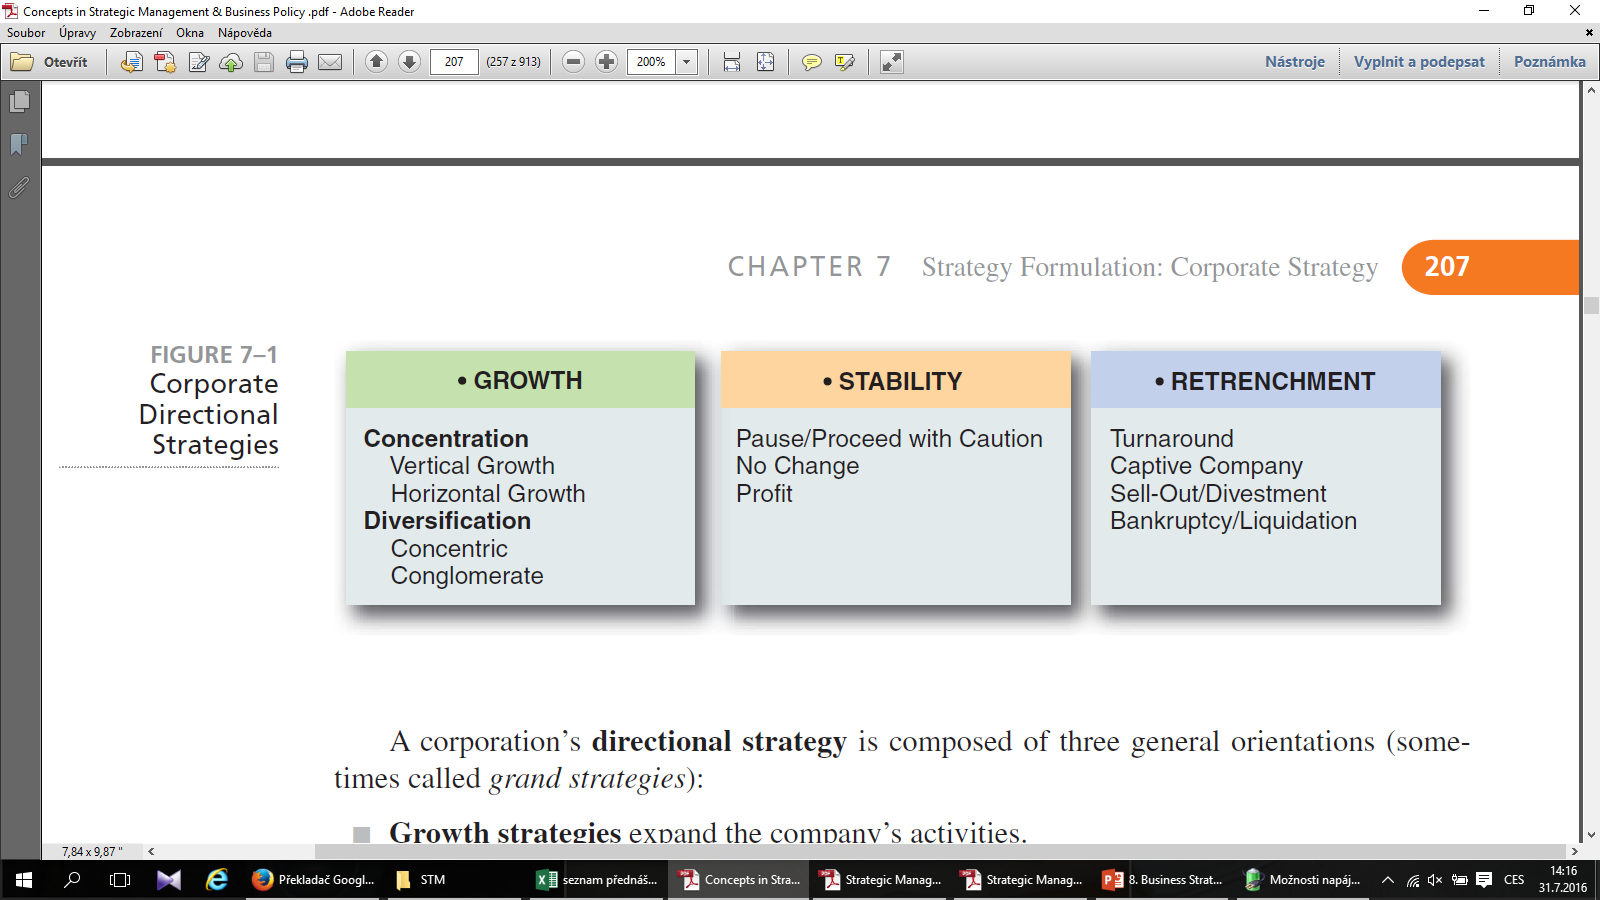 Concepts in Strategic Management & Business Policy .pdf - Adobe Reader
Soubor Úpravy Zobrazení Okna Nápověda
Otevřít 207 (257 z 913) 200% Nástroje Vyplnit a podepsat Poznámka
CHAPTER 7 Strategy Formulation: Corporate Strategy 207
FIGURE 7–1
Corporate
Directional
Strategies
• GROWTH
Concentration
Vertical Growth
Horizontal Growth
Diversification
Concentric
Conglomerate
• STABILITY
Pause/Proceed with Caution
No Change
Profit
• RETRENCHMENT
Turnaround
Captive Company
Sell-Out/Divestment
Bankruptcy/Liquidation
A corporation's directional strategy is composed of three general orientations (some-
times called grand strategies):
■ Growth strategies expand the company's activities.
7,84 x 9,87 "
Překladač Googl... STM seznam přednáš... Concepts in Stra... Strategic Manag... Strategic Manag... 8. Business Strat... Možnosti napáj... CES 14:16
31.7.2016